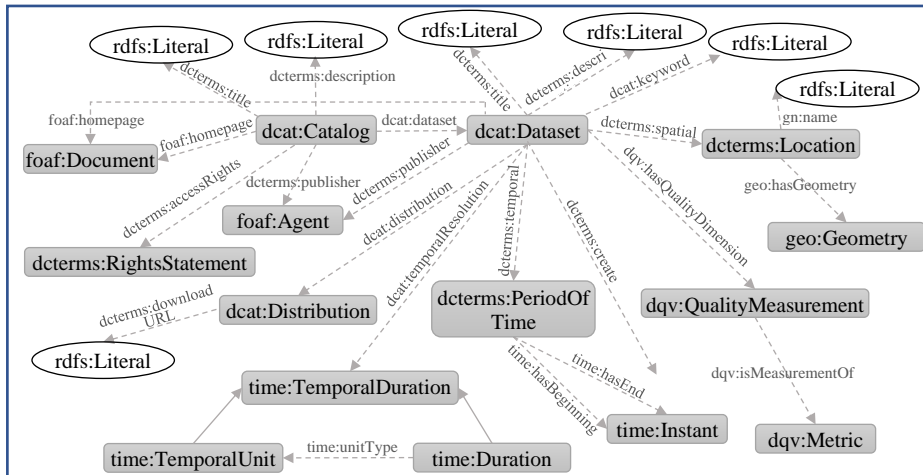 rdfs:Literal
rdfs:Literal
rdfs:Literal
rdfs:Literal
rdfs:Literal
rdfs:Literal
dcterms:title
dcterms:description
dcterms:title
dcterms:descri
dcat:keyword
gn:name
foaf:homepage
foaf:homepage
dcat:Catalog
dcat:dataset
dcat:Dataset
dcterms:spatial
dcterms:Location
foaf:Document
dcterms:accessRights
dcterms:publisher
dcterms:publisher
foaf:Agent
dcat:distribution
dcat:temporalResolution
dcterms:temporal
dcterms:create
dqv:hasQualityDimension
geo:hasGeometry
geo:Geometry
dcterms:RightsStatement
dcterms:download
URL
dcat:Distribution
dcterms:PeriodOf
Time
dqv:QualityMeasurement
rdfs:Literal
time:TemporalDuration
time:hasBeginning
time:hasEnd
dqv:isMeasurementOf
time:TemporalUnit
time:unitType
time:Duration
time:Instant
dqv:Metric